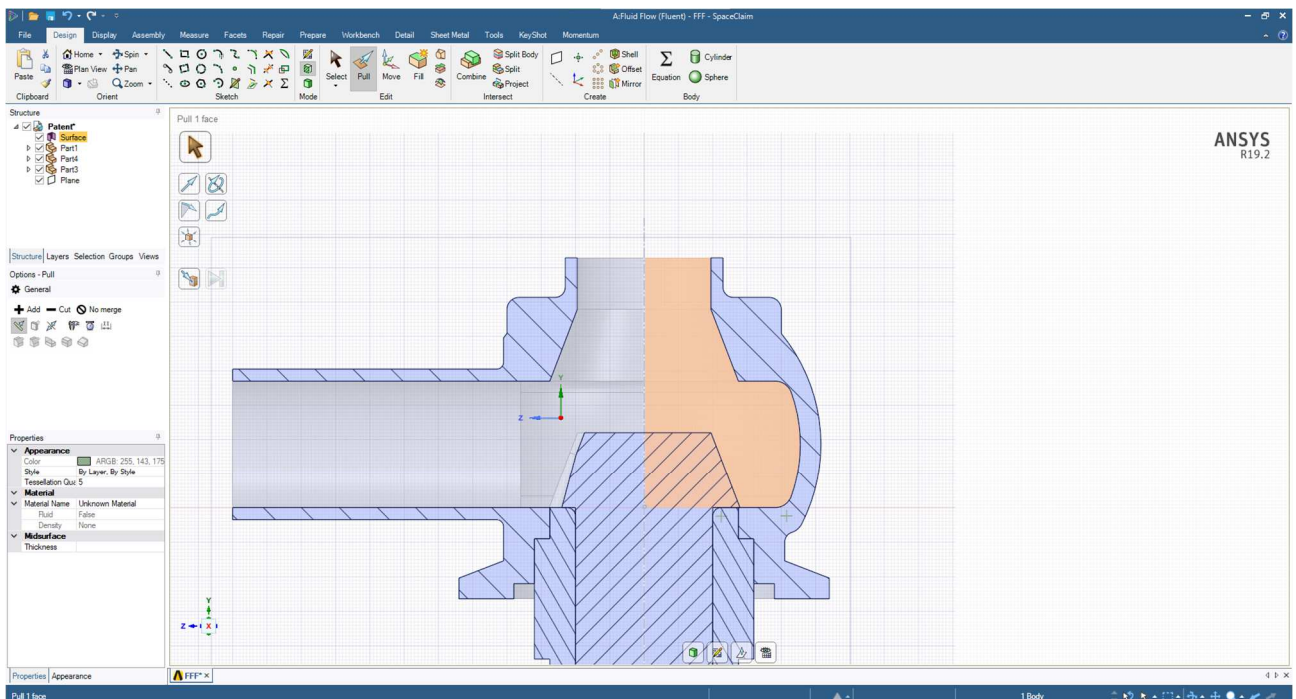 A:Fluid Flow (Fluent) - FFF - SpaceClaim
File Design Display Assembly Measure Facets Repair Prepare Workbench Detail Sheet Metal Tools KeyShot Momentum
Home Spin
Plan View Pan
Zoom
Paste
Select Pull Move Fill
Combine
Split Body
Split
Project
Shell
Offset
Mirror
Equation
Cylinder
Sphere
Clipboard Orient Sketch Mode Edit Intersect Create Body
Structure
Patent*
Surface
Part1
Part4
Part3
Plane
Structure Layers Selection Groups Views
Options - Pull
General
Add Cut No merge
Properties
Appearance
Color ARGB: 255, 143, 175
Style By Layer, By Style
Tessellation Qua 5
Material
Material Name Unknown Material
Fluid False
Density None
Midsurface
Thickness
Properties Appearance
Pull 1 face
ANSYS
R19.2
Y
Z
Y
Z X
FFF*
Pull 1 face
1 Body